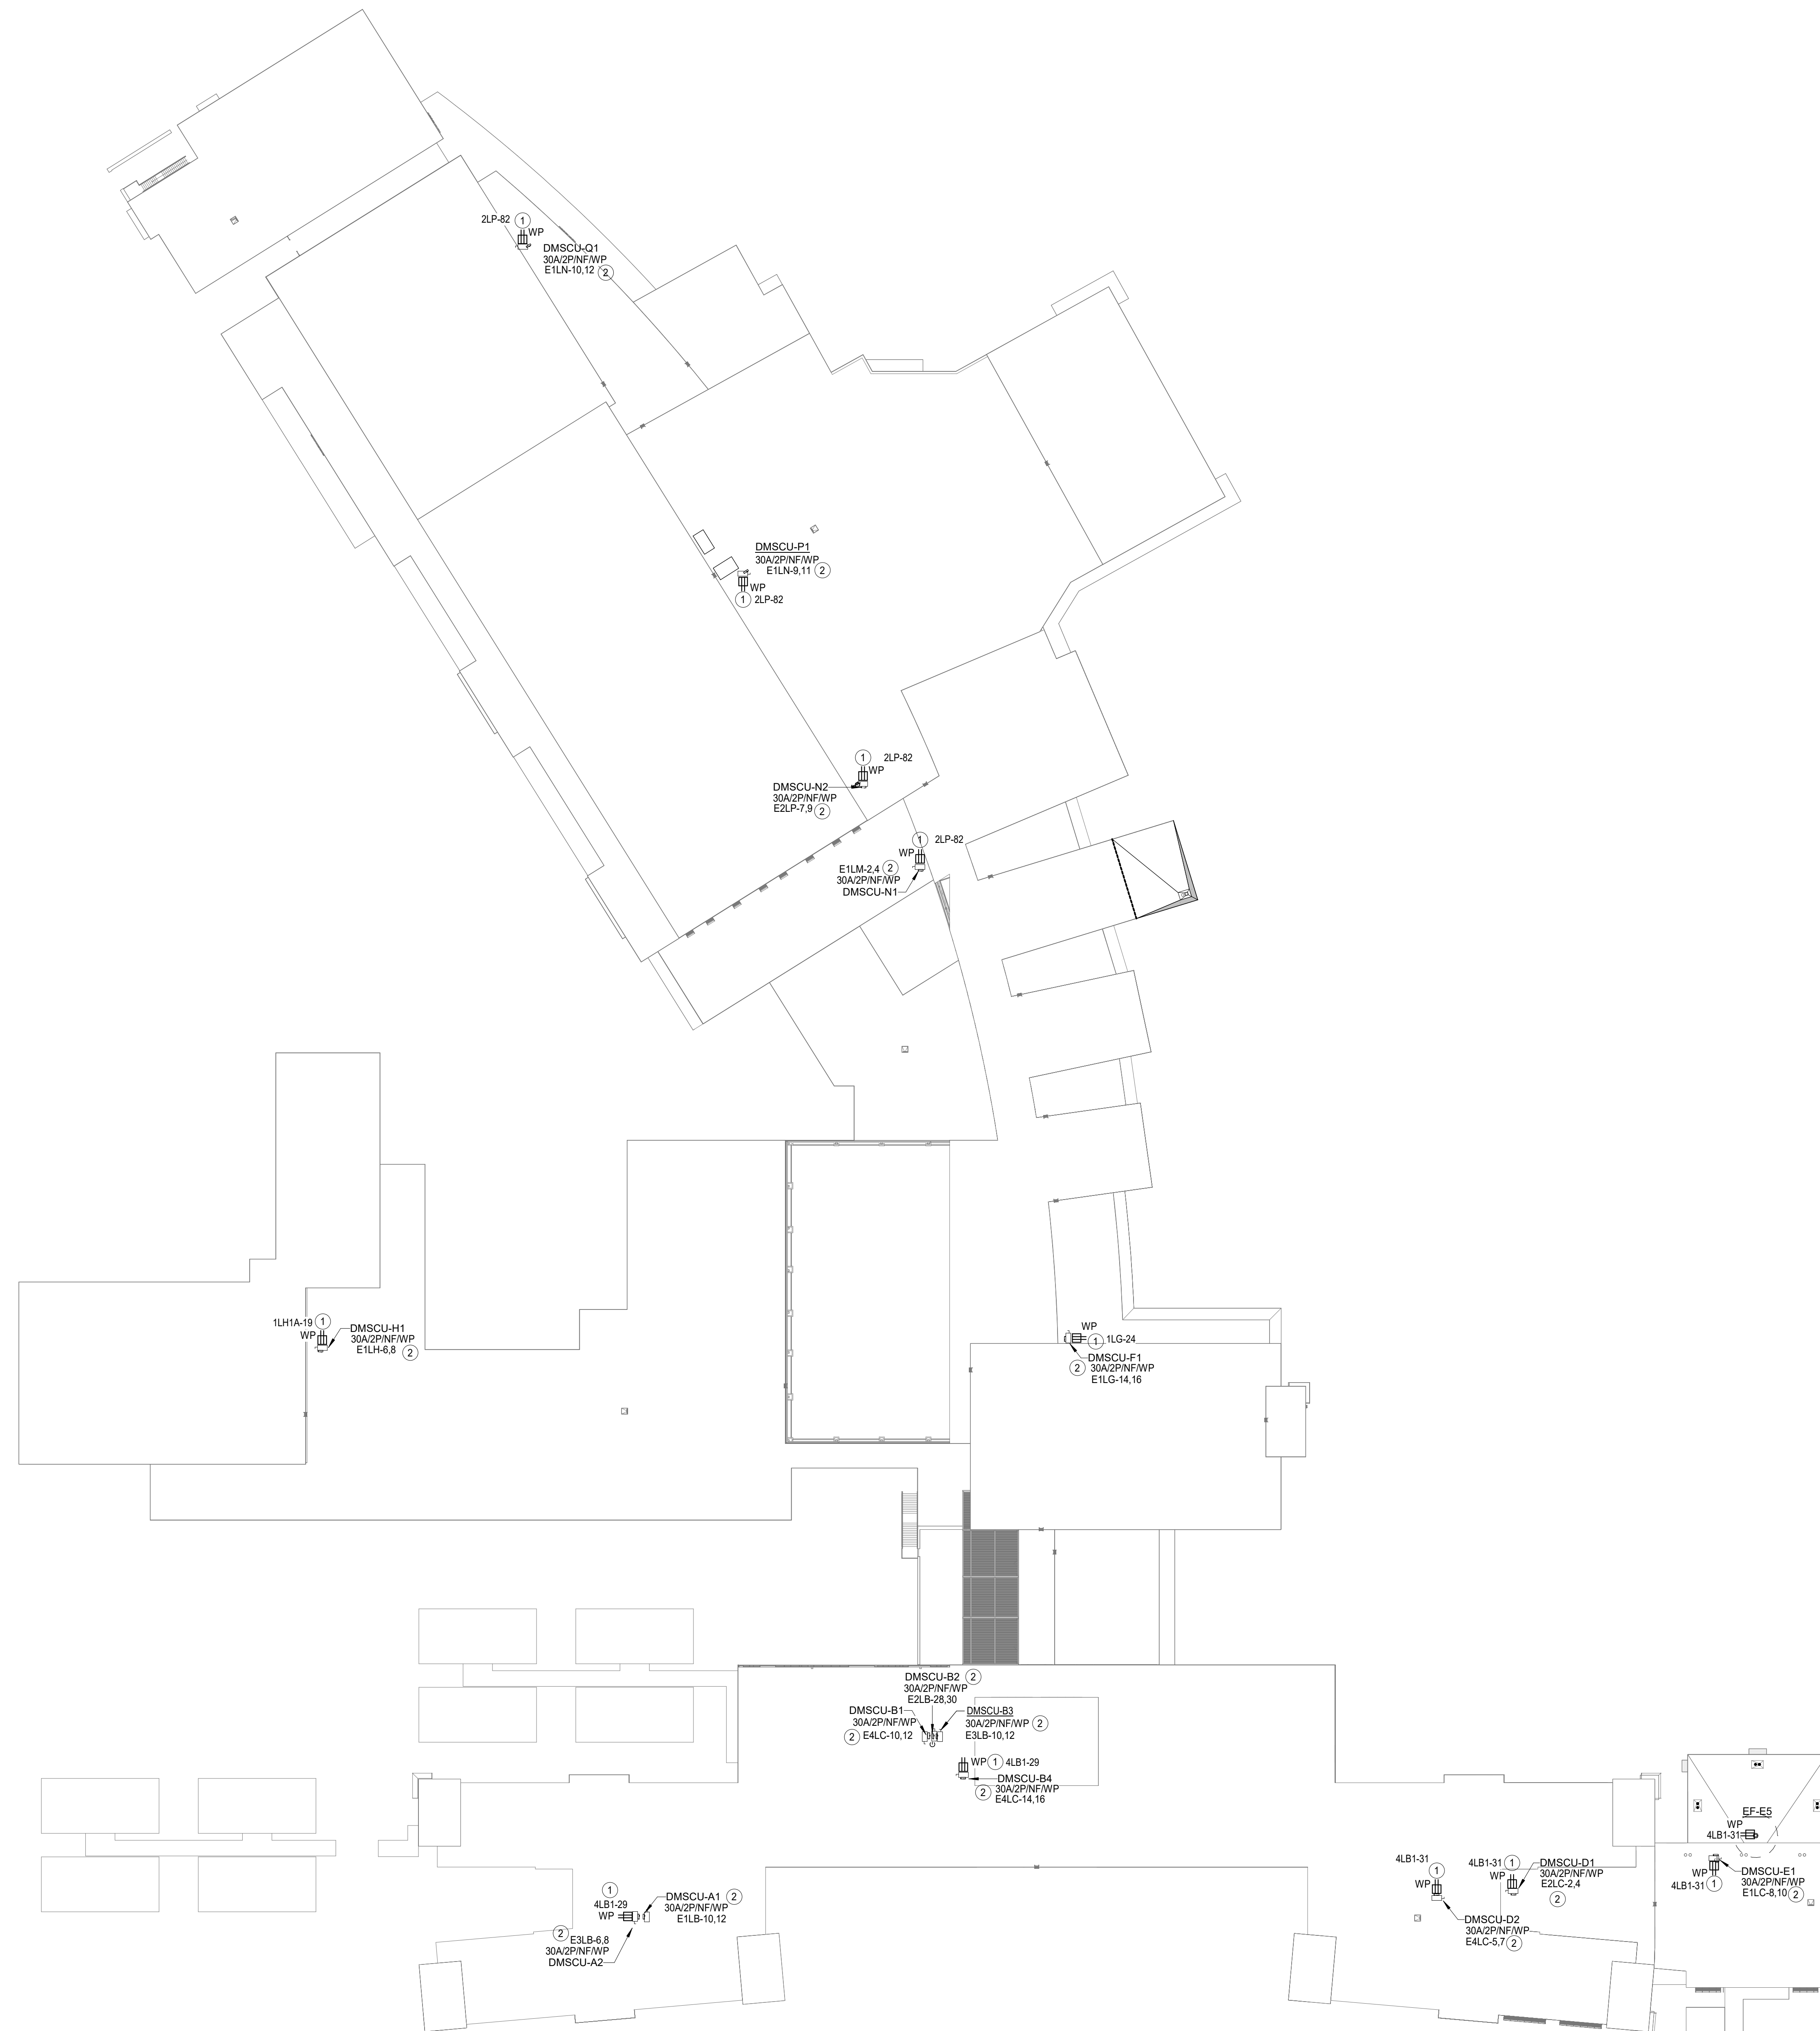 2LP-82 1
WP
DMSCU-Q1
30A/2P/NF/WP
E1LN-10,12 2
DMSCU-P1
30A/2P/NF/WP
E1LN-9,11 2
WP
1 2LP-82
1 2LP-82
WP
DMSCU-N2
30A/2P/NF/WP
E2LP-7,9 2
1 2LP-82
WP
E1LM-2,4 2
30A/2P/NF/WP
DMSCU-N1
1LH1A-19 1
WP
DMSCU-H1
30A/2P/NF/WP
E1LH-6,8 2
WP
1 1LG-24
DMSCU-F1
2 30A/2P/NF/WP
E1LG-14,16
DMSCU-B2 2
30A/2P/NF/WP
E2LB-28,30
DMSCU-B1
30A/2P/NF/WP
2 E4LC-10,12
DMSCU-B3
30A/2P/NF/WP 2
E3LB-10,12
WP 1 4LB1-29
DMSCU-B4
2 30A/2P/NF/WP
E4LC-14,16
EF-E5
WP
4LB1-31
4LB1-31
1
WP
4LB1-31 1
WP
DMSCU-D1
30A/2P/NF/WP
E2LC-2,4
2
WP
4LB1-31 1
DMSCU-E1
30A/2P/NF/WP
E1LC-8,10 2
1
4LB1-29
WP
DMSCU-A1 2
30A/2P/NF/WP
E1LB-10,12
2 E3LB-6,8
30A/2P/NF/WP
DMSCU-A2
DMSCU-D2
30A/2P/NF/WP
E4LC-5,7 2